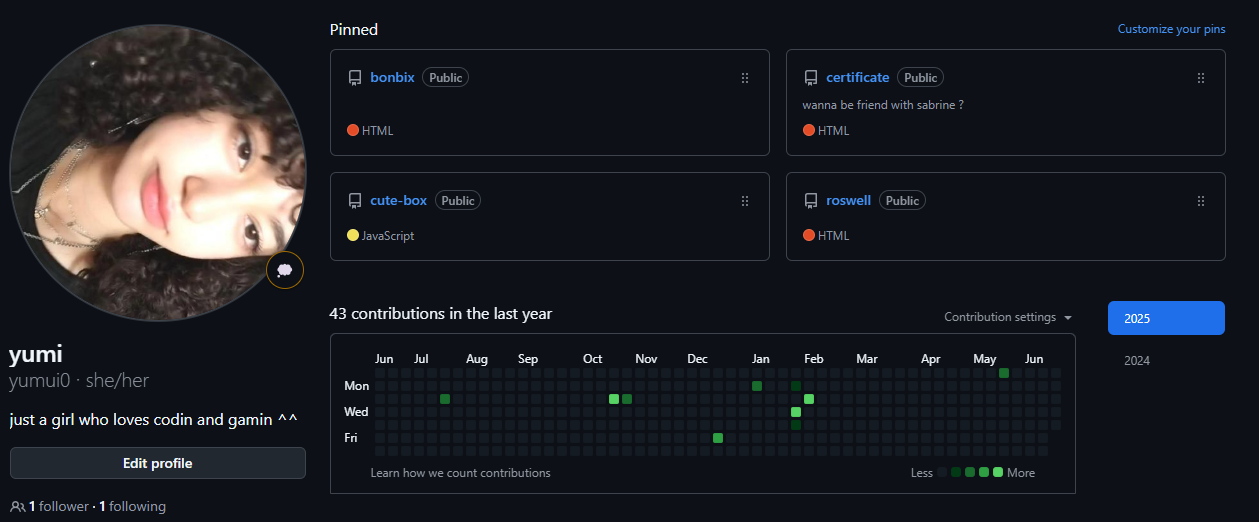 Pinned
Customize your pins
bonbix Public
HTML
certificate Public
wanna be friend with sabrine ?
HTML
cute-box Public
JavaScript
roswell Public
HTML
yumi
yumui0 · she/her
just a girl who loves codin and gamin ^^
Edit profile
1 follower · 1 following
43 contributions in the last year
Contribution settings
2025
2024
Jun Jul Aug Sep Oct Nov Dec Jan Feb Mar Apr May Jun
Mon
Wed
Fri
Learn how we count contributions
Less More